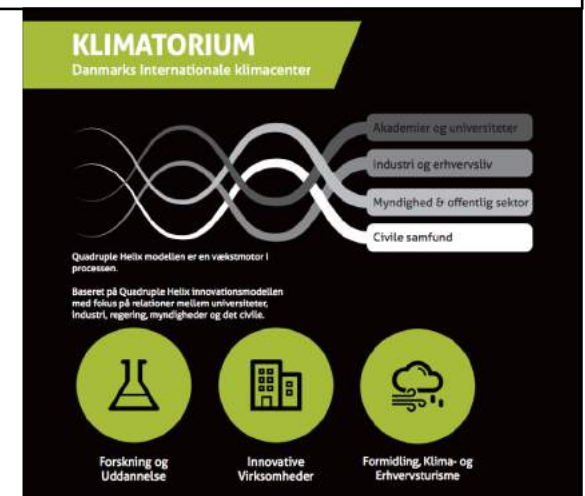 KLIMATORIUM
Danmarks Internationale klimacenter
Akademier og universiteter
Industri og erhvervsliv
Myndighed & offentlig sektor
Civile samfund
Quadruple Helix modellen er en vækstmotor i
processen.
Baseret på Quadruple Helix innovationsmodellen
med fokus på relationer mellem universiteter,
industri, regering, myndigheder og det civile.
Forskning og
Uddannelse
Innovative
Virksomheder
Formidling, Klima- og
Erhvervsturisme